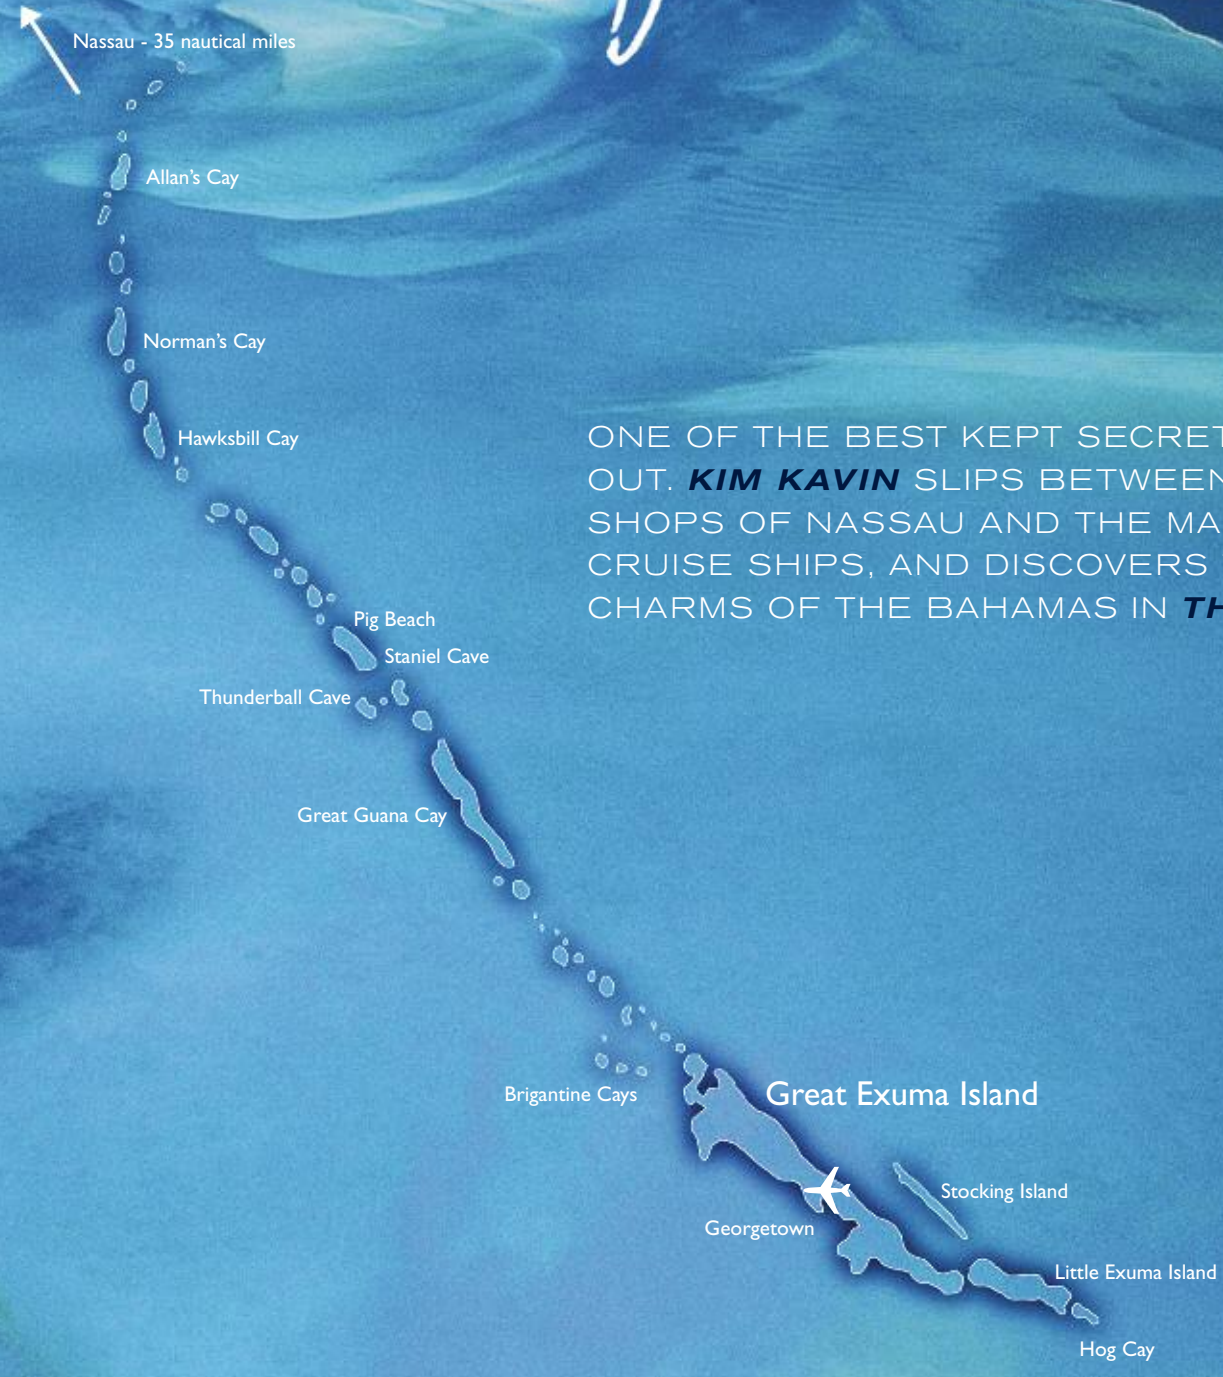 Nassau - 35 nautical miles
Allan's Cay
Norman's Cay
Hawksbill Cay
ONE OF THE BEST KEPT SECRET
OUT. KIM KAVIN SLIPS BETWEEN
SHOPS OF NASSAU AND THE MA
CRUISE SHIPS, AND DISCOVERS
CHARMS OF THE BAHAMAS IN TH
Pig Beach
Staniel Cave
Thunderball Cave
Great Guana Cay
Brigantine Cays
Great Exuma Island
Stocking Island
Georgetown
Little Exuma Island
Hog Cay